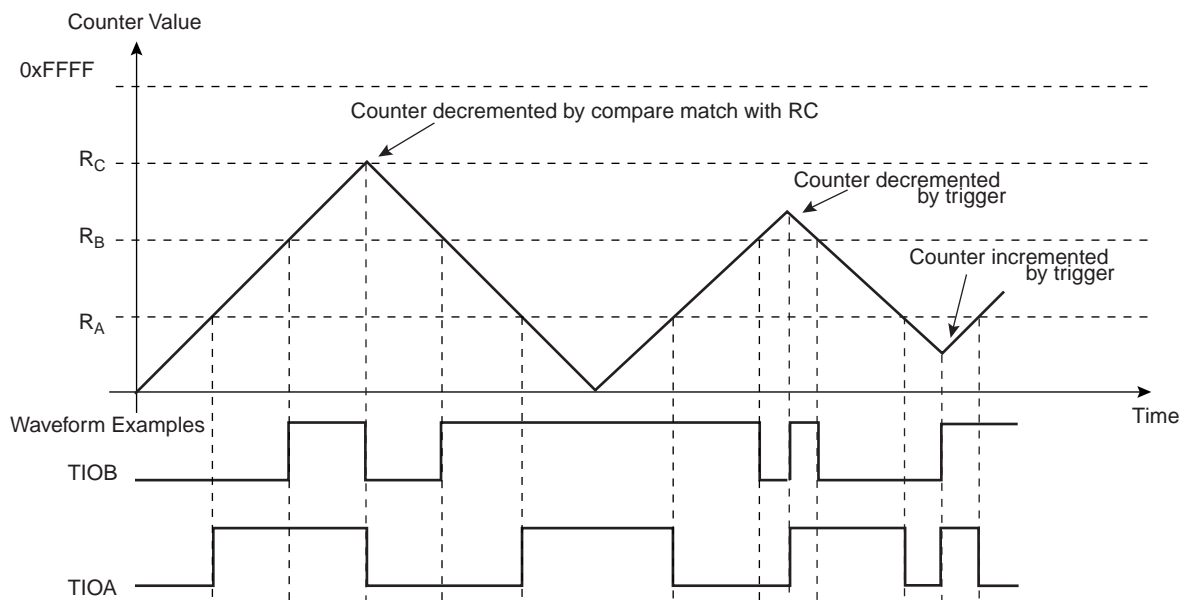 Counter Value
0xFFFF
Counter decremented by compare match with RC
RC
Counter decremented
by trigger
RB
Counter incremented
by trigger
RA
Time
Waveform Examples
TIOB
TIOA